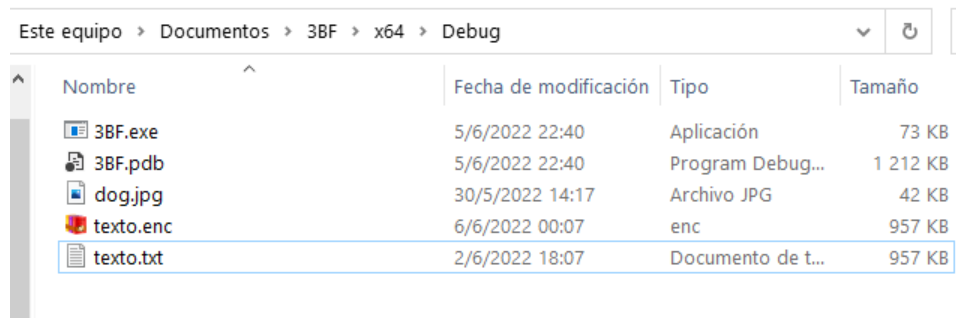 Este equipo > Documentos > 3BF > x64 > Debug
Nombre Fecha de modificación Tipo Tamaño
3BF.exe 5/6/2022 22:40 Aplicación 73 KB
3BF.pdb 5/6/2022 22:40 Program Debug... 1 212 KB
dog.jpg 30/5/2022 14:17 Archivo JPG 42 KB
texto.enc 6/6/2022 00:07 enc 957 KB
texto.txt 2/6/2022 18:07 Documento de t... 957 KB